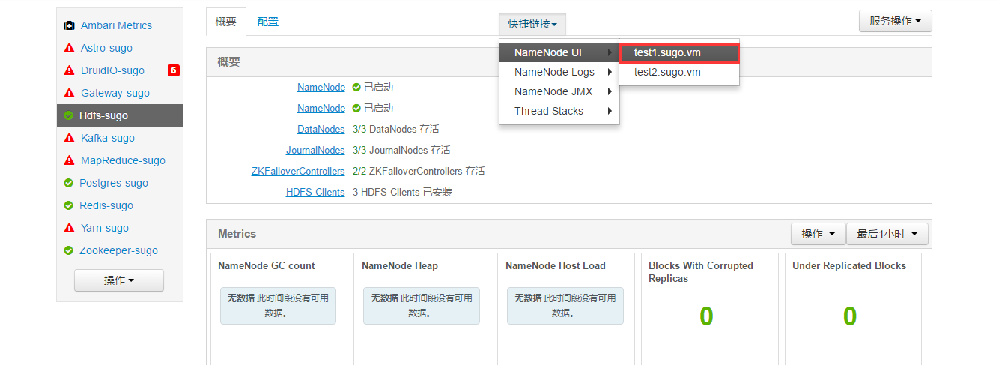 Ambari Metrics
Astro-sugo
DruidIO-sugo 6
Gateway-sugo
Hdfs-sugo
Kafka-sugo
MapReduce-sugo
Postgres-sugo
Redis-sugo
Yarn-sugo
Zookeeper-sugo
操作
概要 配置 快捷链接 服务操作
NameNode UI
NameNode Logs
NameNode JMX
Thread Stacks
test1.sugo.vm
test2.sugo.vm
概要
NameNode 已启动
NameNode 已启动
DataNodes 3/3 DataNodes 存活
JournalNodes 3/3 JournalNodes 存活
ZKFailoverControllers 2/2 ZKFailoverControllers 存活
HDFS Clients 3 HDFS Clients 已安装
Metrics 操作 最后1小时
NameNode GC count
无数据 此时间段没有可用
数据。
NameNode Heap
无数据 此时间段没有可用
数据。
NameNode Host Load
无数据 此时间段没有可用
数据。
Blocks With Corrupted
Replicas
0
Under Replicated Blocks
0